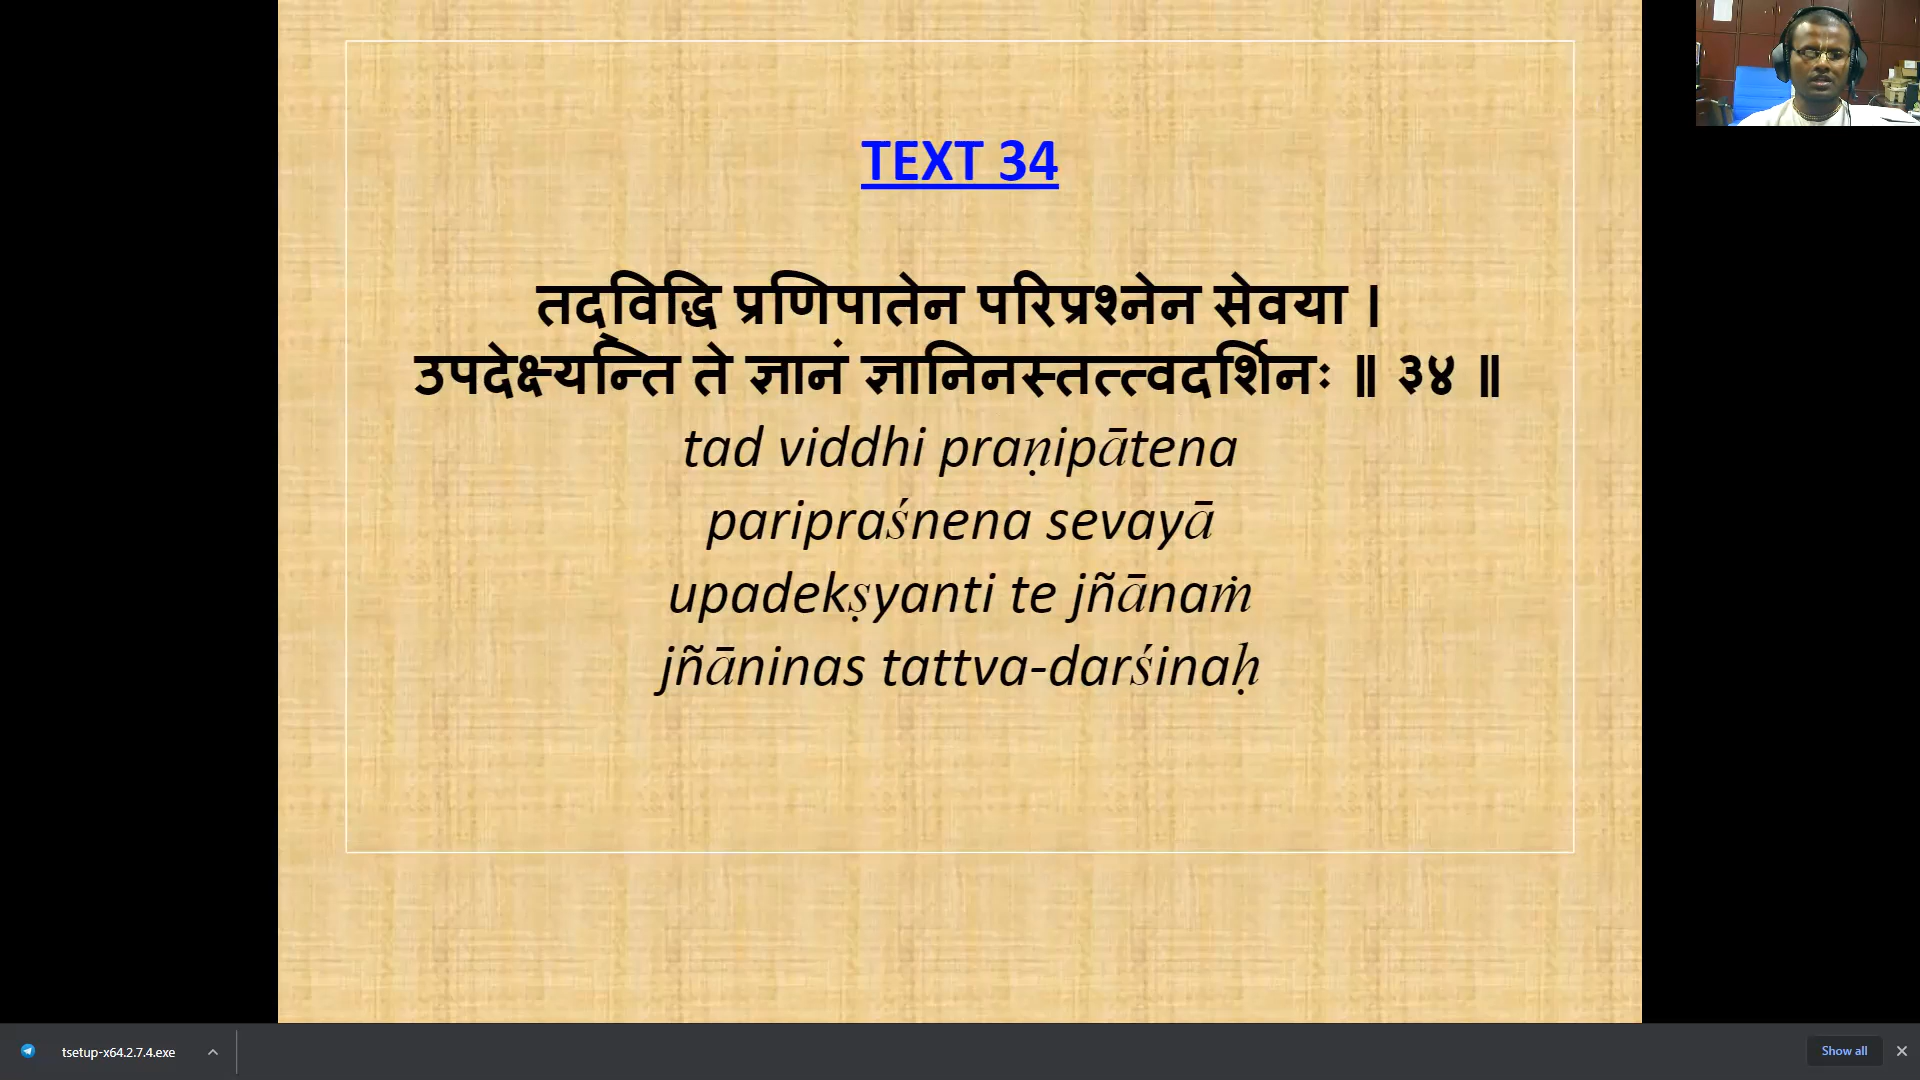 TEXT 34
तद्विद्धि प्रणिपातेन परिप्रश्नेन सेवया ।
उपदेक्ष्यन्ति ते ज्ञानं ज्ञानिनस्तत्त्वदर्शिनः ॥ ३४ ॥
tad viddhi praṇipātena
paripraśnena sevayā
upadekṣyanti te jñānaṁ
jñāninas tattva-darśinaḥ
tsetup-x64.2.7.4.exe
Show all